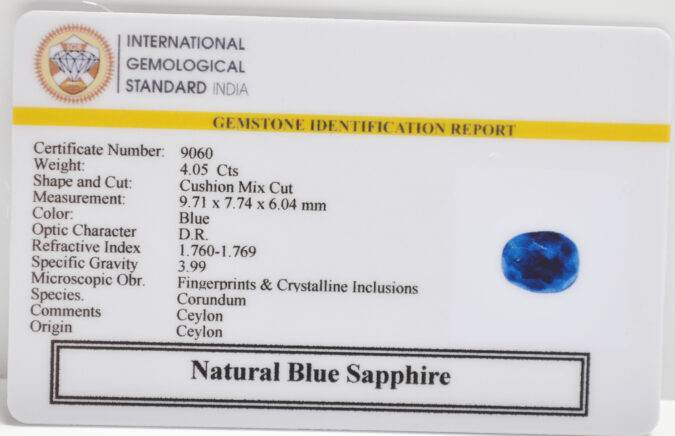 INTERNATIONAL
GEMOLOGICAL
STANDARD INDIA
GEMSTONE IDENTIFICATION REPORT
Certificate Number: 9060
Weight: 4.05 Cts
Shape and Cut: Cushion Mix Cut
Measurement: 9.71 x 7.74 x 6.04 mm
Color: Blue
Optic Character D.R.
Refractive Index 1.760-1.769
Specific Gravity 3.99
Microscopic Obr. Fingerprints & Crystalline Inclusions
Species. Corundum
Comments Ceylon
Origin Ceylon
Natural Blue Sapphire